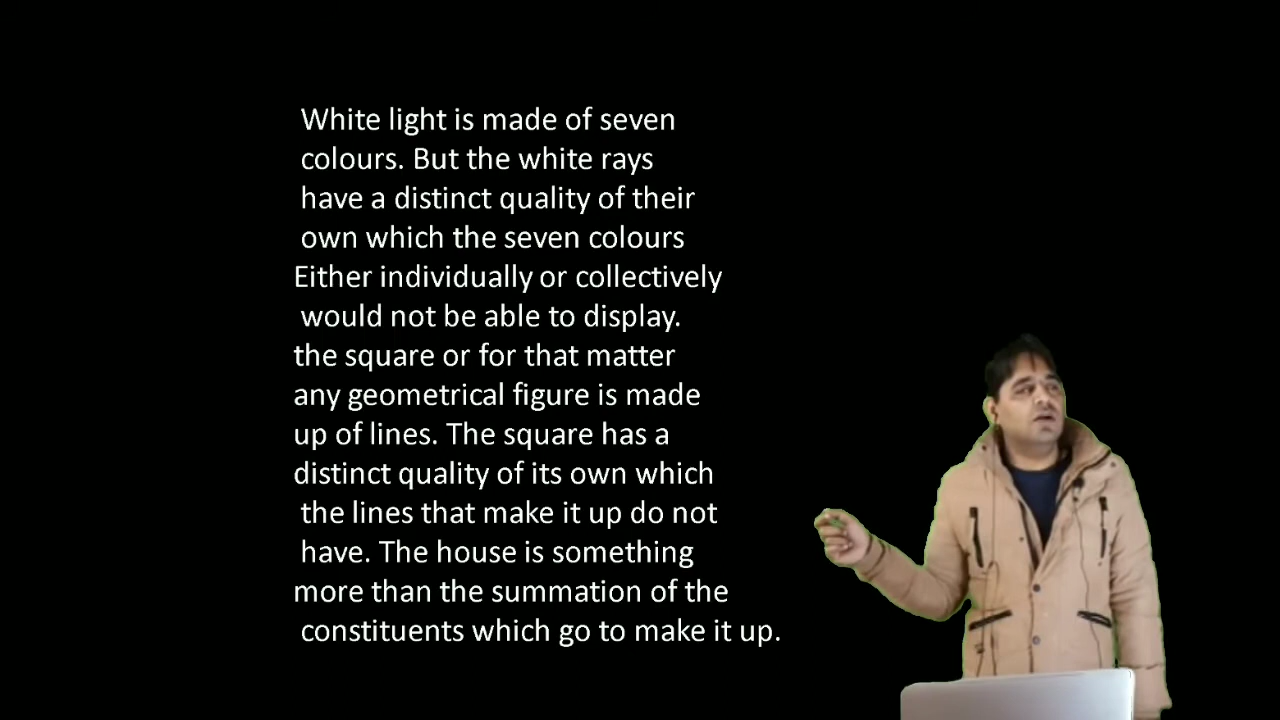 White light is made of seven
colours. But the white rays
have a distinct quality of their
own which the seven colours
Either individually or collectively
would not be able to display.
the square or for that matter
any geometrical figure is made
up of lines. The square has a
distinct quality of its own which
the lines that make it up do not
have. The house is something
more than the summation of the
constituents which go to make it up.